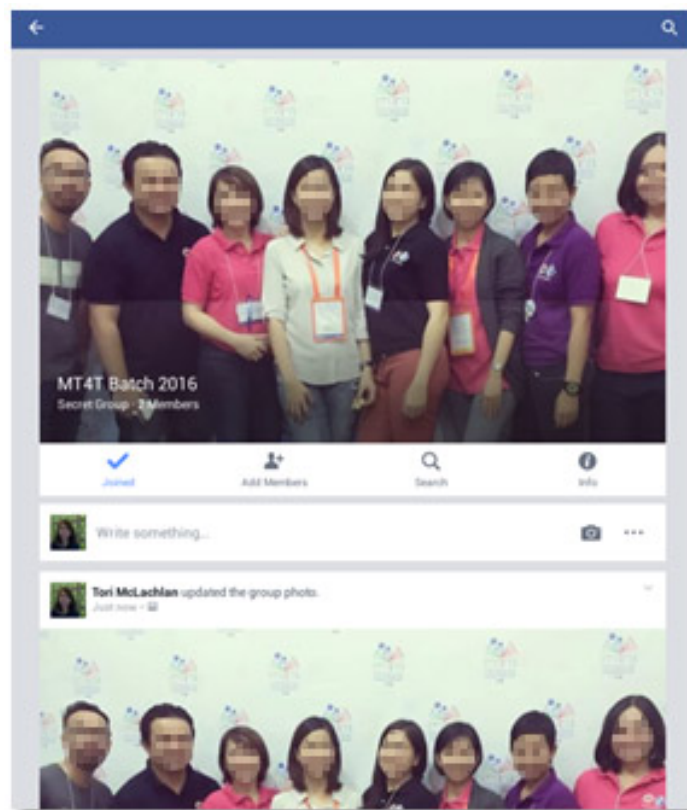 MT4T Batch 2016
Secret Group · 2 Members
Joined
Add Members
Search
Info
Write something...
Tori McLachlan updated the group photo.
Just now ·